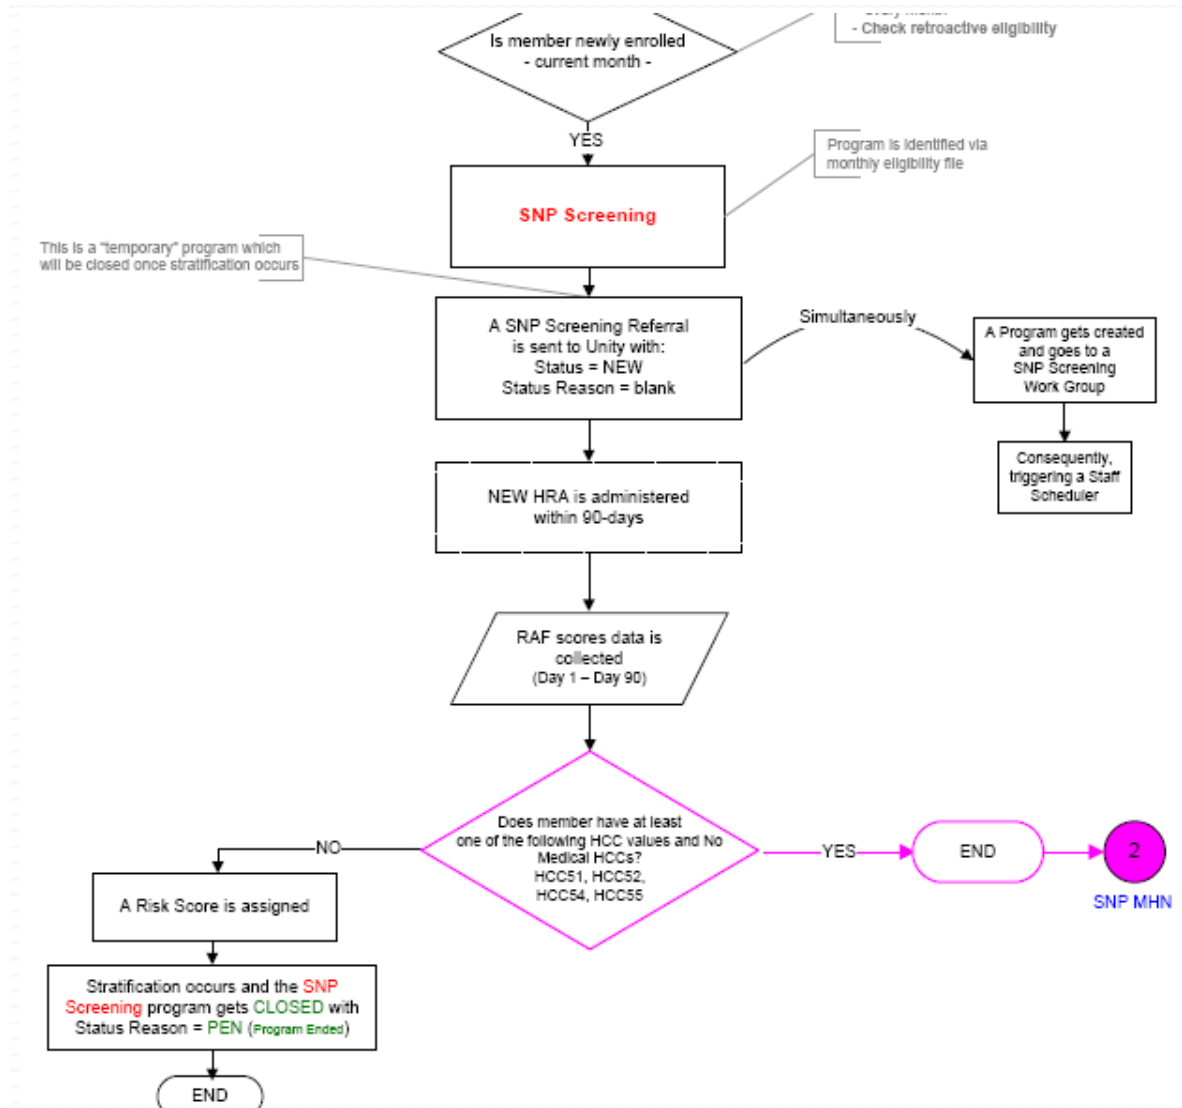 - Check retroactive eligibility
Is member newly enrolled
- current month -
YES
Program is identified via
monthly eligibility file
SNP Screening
This is a "temporary" program which
will be closed once stratification occurs
A SNP Screening Referral
is sent to Unity with:
Status = NEW
Status Reason = blank
Simultaneously
A Program gets created
and goes to a
SNP Screening
Work Group
Consequently,
triggering a Staff
Scheduler
NEW HRA is administered
within 90-days
RAF scores data is
collected
(Day 1 – Day 90)
Does member have at least
one of the following HCC values and No
Medical HCCs?
HCC51, HCC52,
HCC54, HCC55
NO
YES
END
2
SNP MHN
A Risk Score is assigned
Stratification occurs and the SNP
Screening program gets CLOSED with
Status Reason = PEN (Program Ended)
END